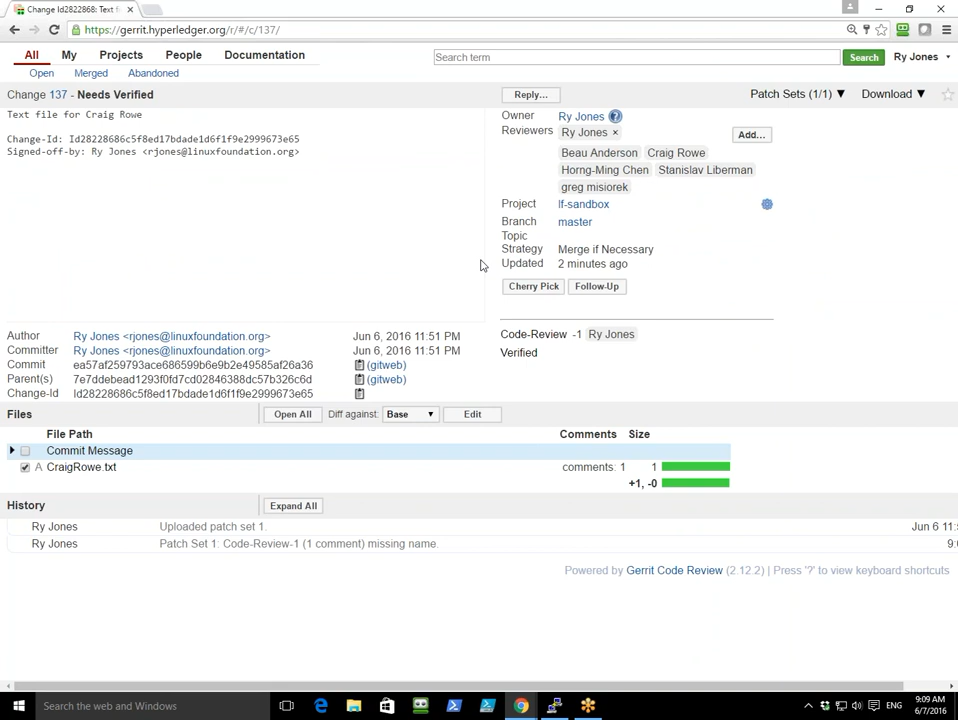 Change Id2822868: Text f
https://gerrit.hyperledger.org/r/#/c/137/
All My Projects People Documentation
Search term Search Ry Jones
Open Merged Abandoned
Change 137 - Needs Verified Reply... Patch Sets (1/1) ▼ Download ▼
Text file for Craig Rowe
Change-Id: Id28228686c5f8ed17bdade1d6f1f9e2999673e65
Signed-off-by: Ry Jones <rjones@linuxfoundation.org>
Owner Ry Jones
Reviewers Ry Jones × Add...
Beau Anderson Craig Rowe
Horng-Ming Chen Stanislav Liberman
greg misiorek
Project lf-sandbox
Branch master
Topic
Strategy Merge if Necessary
Updated 2 minutes ago
Cherry Pick Follow-Up
Code-Review -1 Ry Jones
Verified
Author Ry Jones <rjones@linuxfoundation.org> Jun 6, 2016 11:51 PM
Committer Ry Jones <rjones@linuxfoundation.org> Jun 6, 2016 11:51 PM
Commit ea57af259793ace686599b6e9b2e49585af26a36 (gitweb)
Parent(s) 7e7ddebead1293f0fd7cd02846388dc57b326c6d (gitweb)
Change-Id Id28228686c5f8ed17bdade1d6f1f9e2999673e65
Files Open All Diff against: Base ▼ Edit
File Path Comments Size
Commit Message
A CraigRowe.txt comments: 1 1
+1, -0
History Expand All
Ry Jones Uploaded patch set 1. Jun 6 11:5
Ry Jones Patch Set 1: Code-Review-1 (1 comment) missing name. 9:0
Powered by Gerrit Code Review (2.12.2) | Press '?' to view keyboard shortcuts
Search the web and Windows
ENG
9:09 AM
6/7/2016